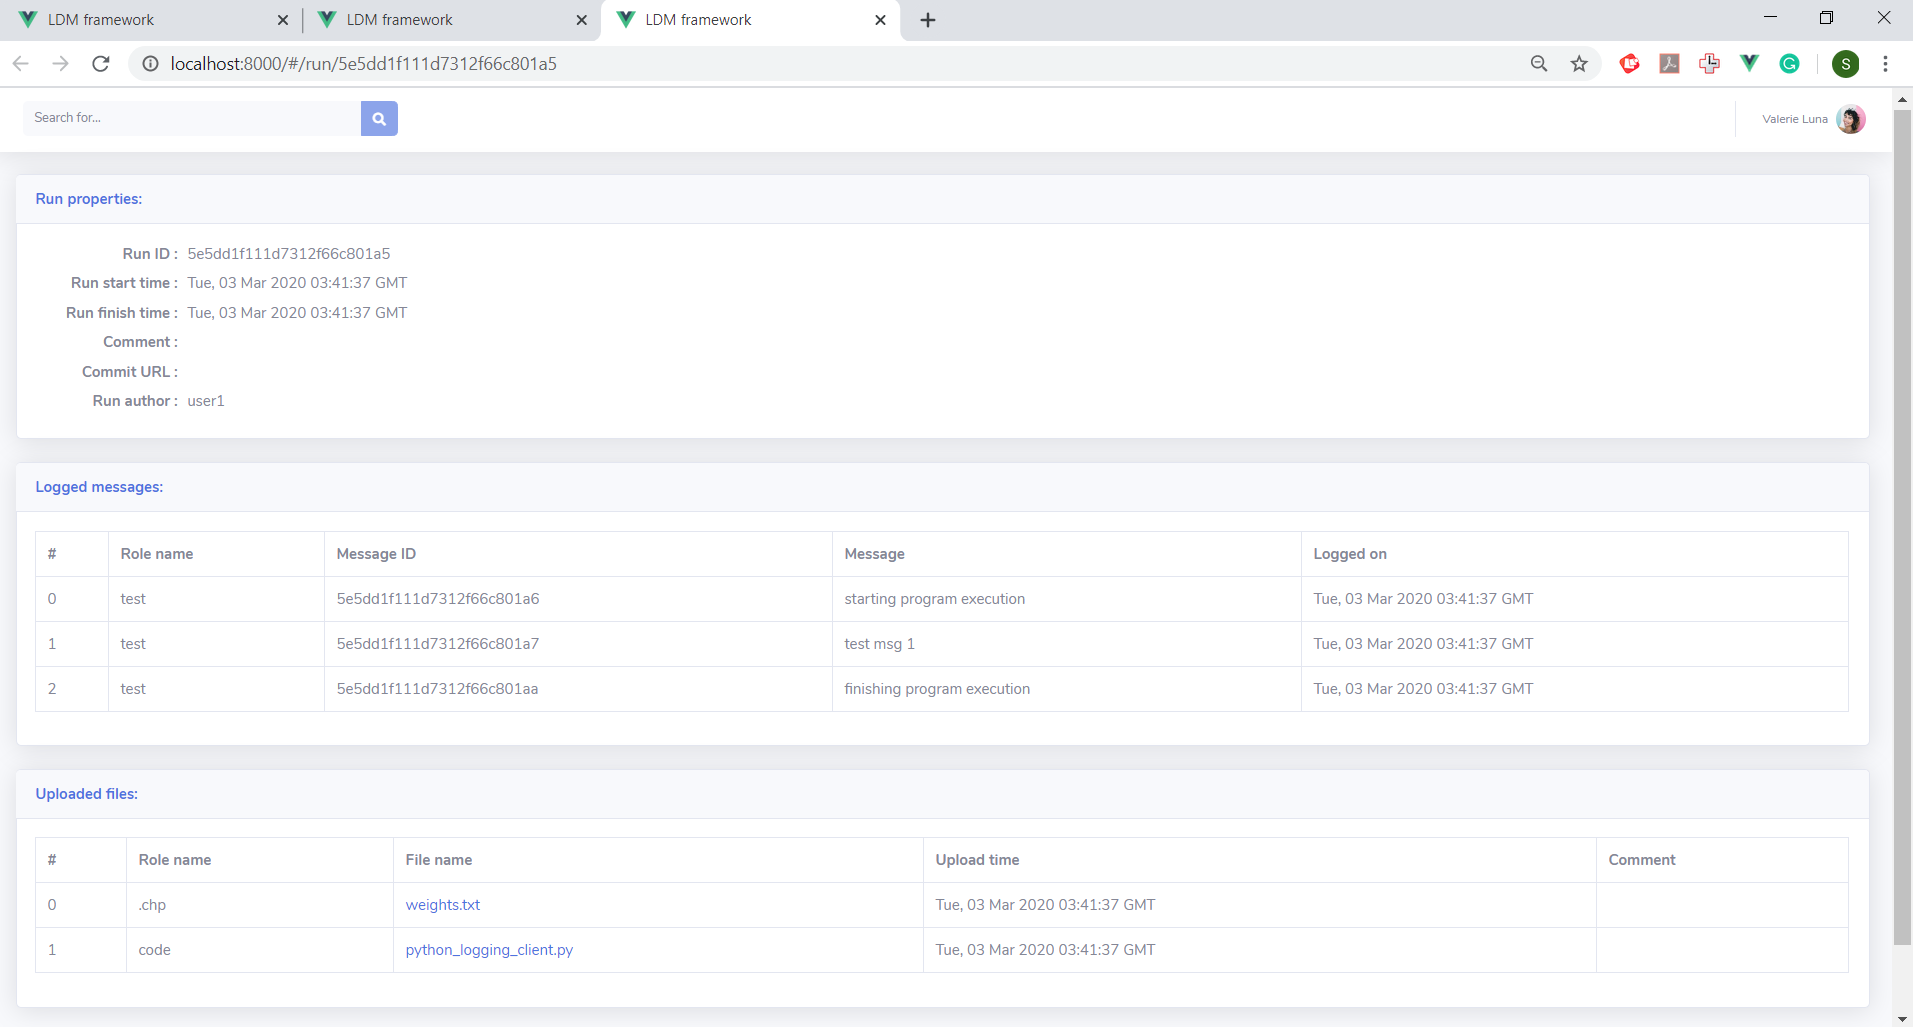 LDM framework LDM framework LDM framework
localhost:8000/#/run/5e5dd1f111d7312f66c801a5 S
Search for... Valerie Luna
Run properties:
Run ID : 5e5dd1f111d7312f66c801a5
Run start time : Tue, 03 Mar 2020 03:41:37 GMT
Run finish time : Tue, 03 Mar 2020 03:41:37 GMT
Comment :
Commit URL :
Run author : user1
Logged messages:
# Role name Message ID Message Logged on
0 test 5e5dd1f111d7312f66c801a6 starting program execution Tue, 03 Mar 2020 03:41:37 GMT
1 test 5e5dd1f111d7312f66c801a7 test msg 1 Tue, 03 Mar 2020 03:41:37 GMT
2 test 5e5dd1f111d7312f66c801aa finishing program execution Tue, 03 Mar 2020 03:41:37 GMT
Uploaded files:
# Role name File name Upload time Comment
0 .chp weights.txt Tue, 03 Mar 2020 03:41:37 GMT
1 code python_logging_client.py Tue, 03 Mar 2020 03:41:37 GMT